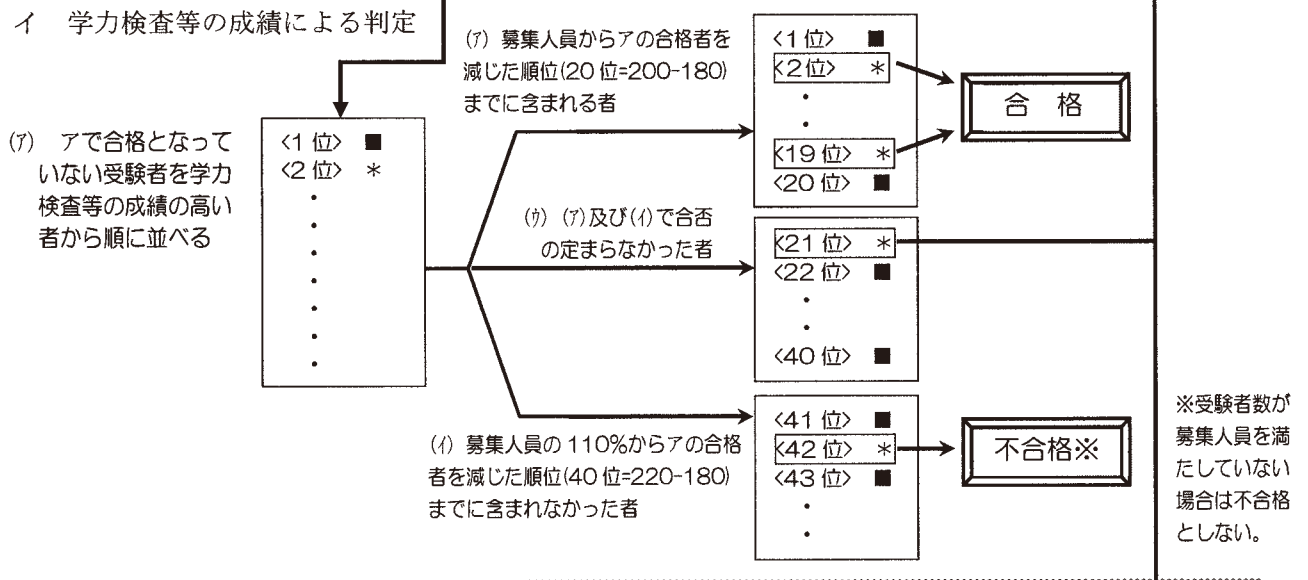 イ 学力検査等の成績による判定
(ア) アで合格となって
いない受験者を学力
検査等の成績の高い
者から順に並べる
<1位> ■
<2位> *
・
・
・
・
・
・
・
(ア) 募集人員からアの合格者を
減じた順位(20位=200-180)
までに含まれる者
<1位> ■
<2位> *
・
・
<19位> *
<20位> ■
合 格
(ウ) (ア)及び(イ)で合否
の定まらなかった者
<21位> *
<22位> ■
・
・
<40位> ■
(イ) 募集人員の110%からアの合格
者を減じた順位(40位=220-180)
までに含まれなかった者
<41位> ■
<42位> *
<43位> ■
・
・
不合格※
※受験者数が
募集人員を満
たしていない
場合は不合格
としない。